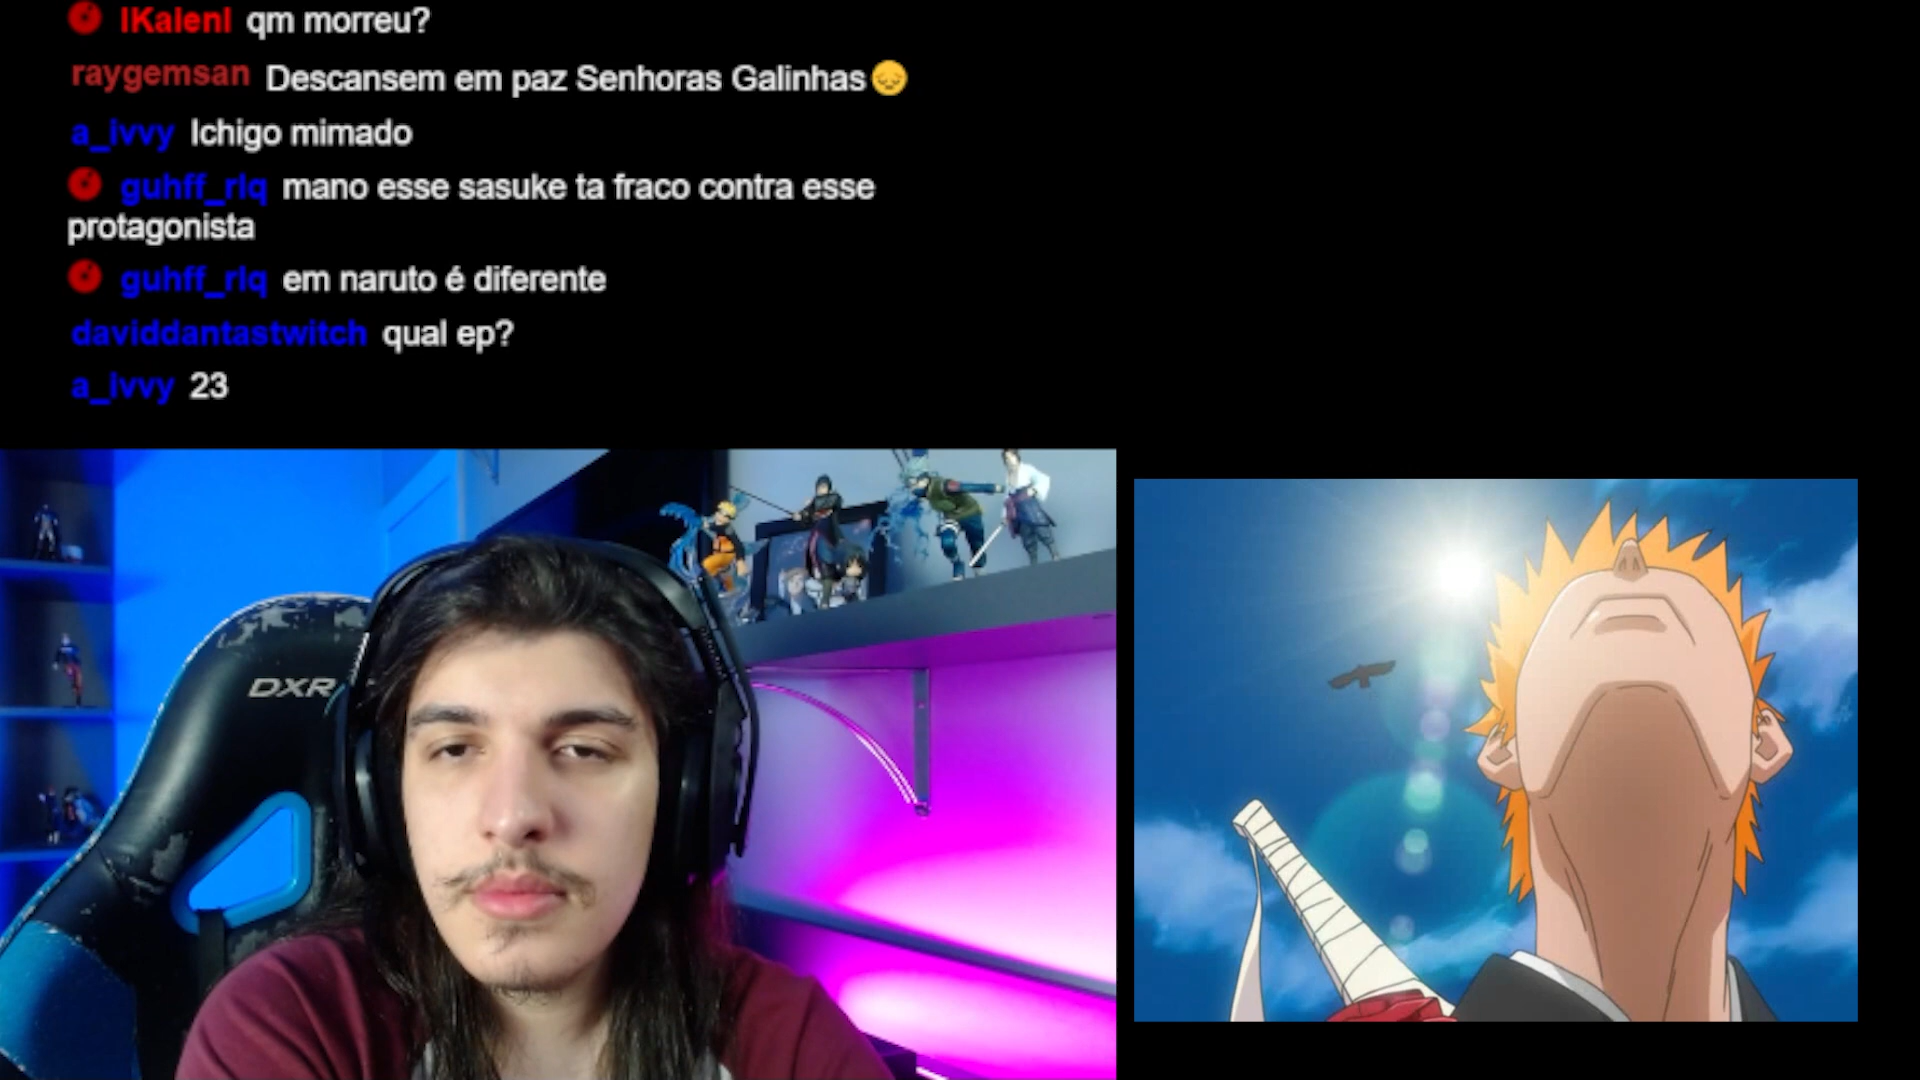 lKalenl qm morreu?
raygemsan Descansem em paz Senhoras Galinhas😔
a_ivvy Ichigo mimado
guhff_rlq mano esse sasuke ta fraco contra esse
protagonista
guhff_rlq em naruto é diferente
daviddantastwitch qual ep?
a_ivvy 23
DXR